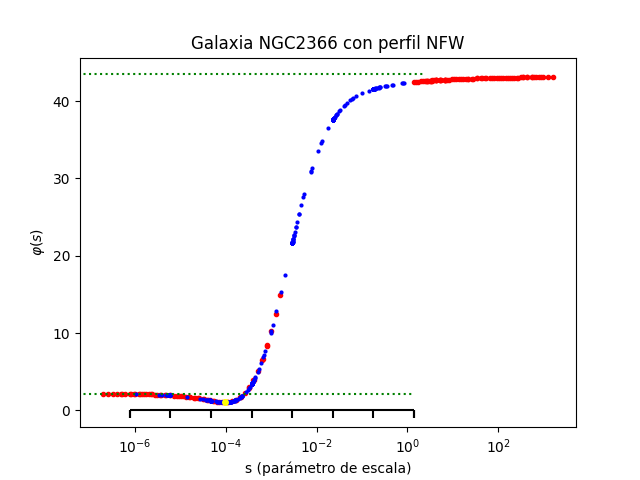 Galaxia NGC2366 con perfil NFW
φ(s)
40
30
20
10
0
10⁻⁶ 10⁻⁴ 10⁻² 10⁰ 10²
s (parámetro de escala)